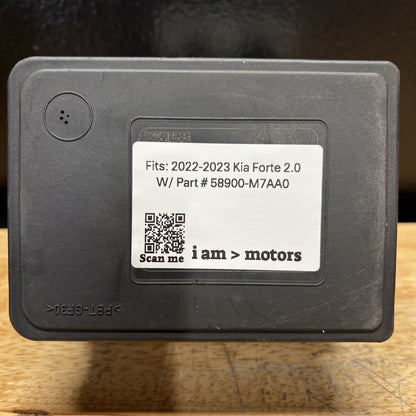 Fits: 2022-2023 Kia Forte 2.0
W/ Part # 58900-M7AA0
Scan me
i am > motors
>PBT-GF30<